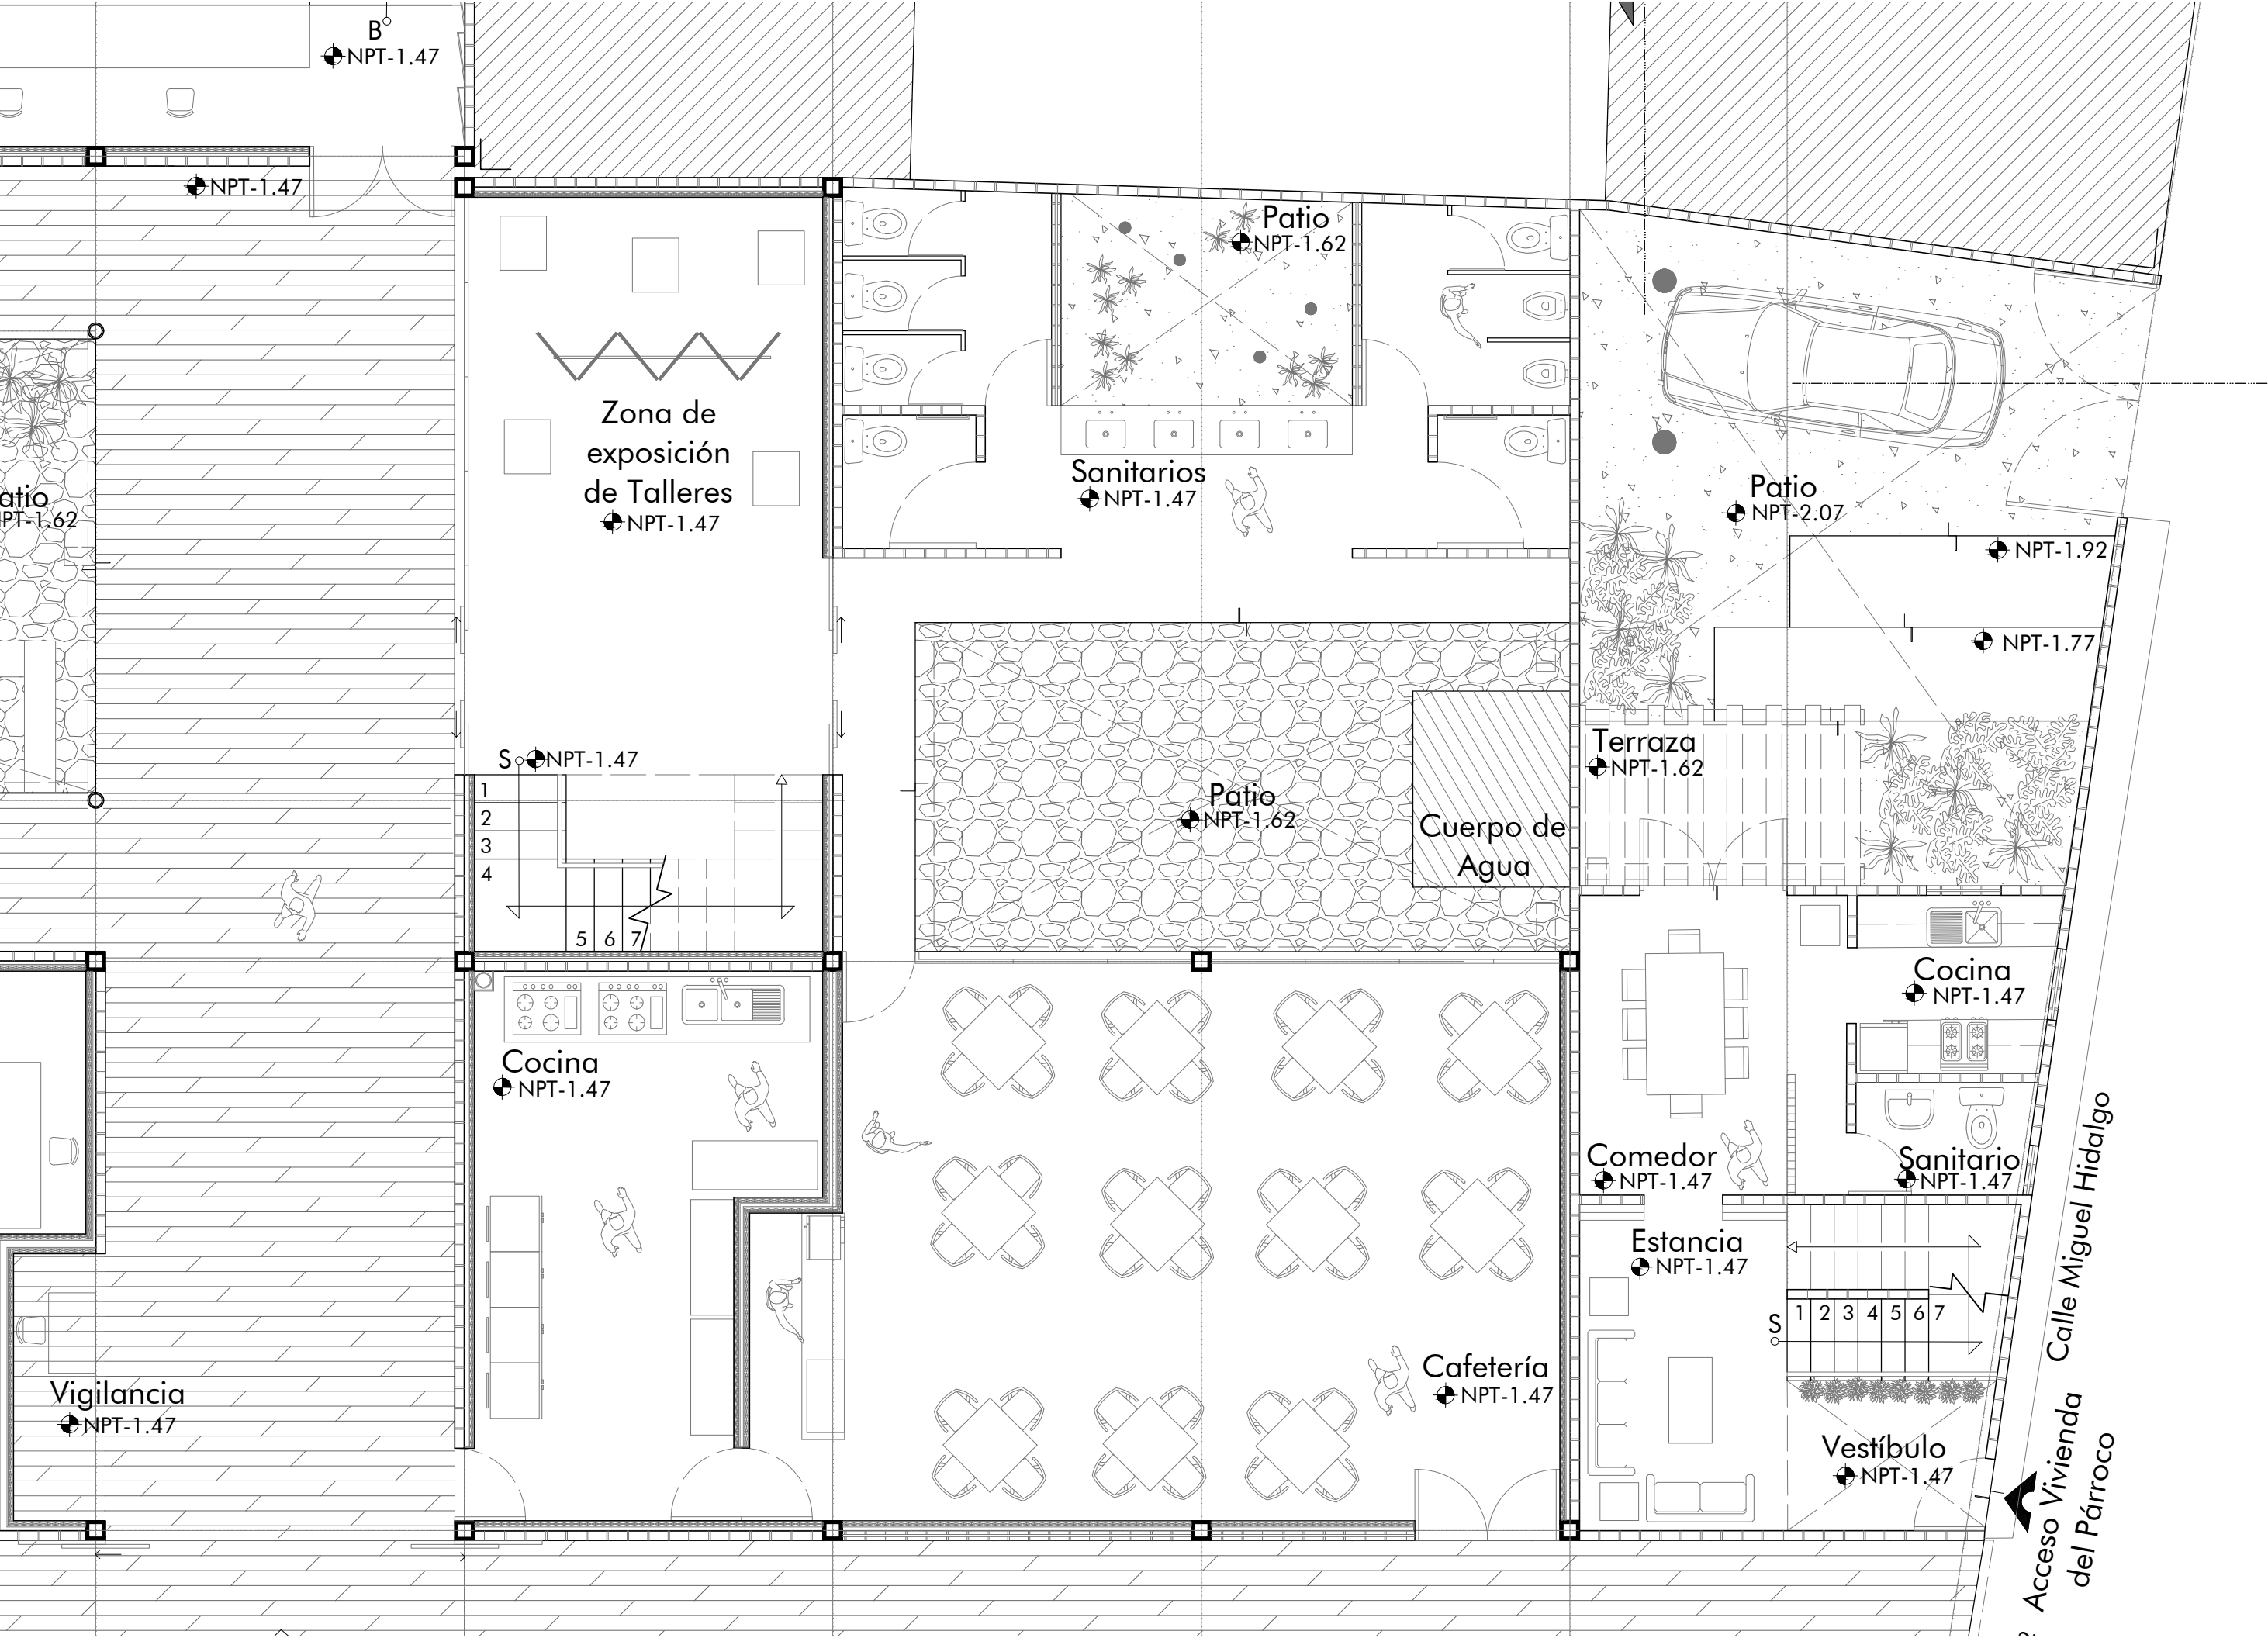 B
NPT-1.47
NPT-1.47
Patio
NPT-1.62
Zona de
exposición
de Talleres
NPT-1.47
Sanitarios
NPT-1.47
atio
NPT-1.62
Patio
NPT-2.07
NPT-1.92
NPT-1.77
S
NPT-1.47
1
2
3
4
5
6
7
Terraza
NPT-1.62
Patio
NPT-1.62
Cuerpo de
Agua
Cocina
NPT-1.47
Cocina
NPT-1.47
Comedor
NPT-1.47
Sanitario
NPT-1.47
Estancia
NPT-1.47
S
1
2
3
4
5
6
7
Cafetería
NPT-1.47
Vigilancia
NPT-1.47
Vestíbulo
NPT-1.47
Calle Miguel Hidalgo
Acceso Vivienda
del Párroco